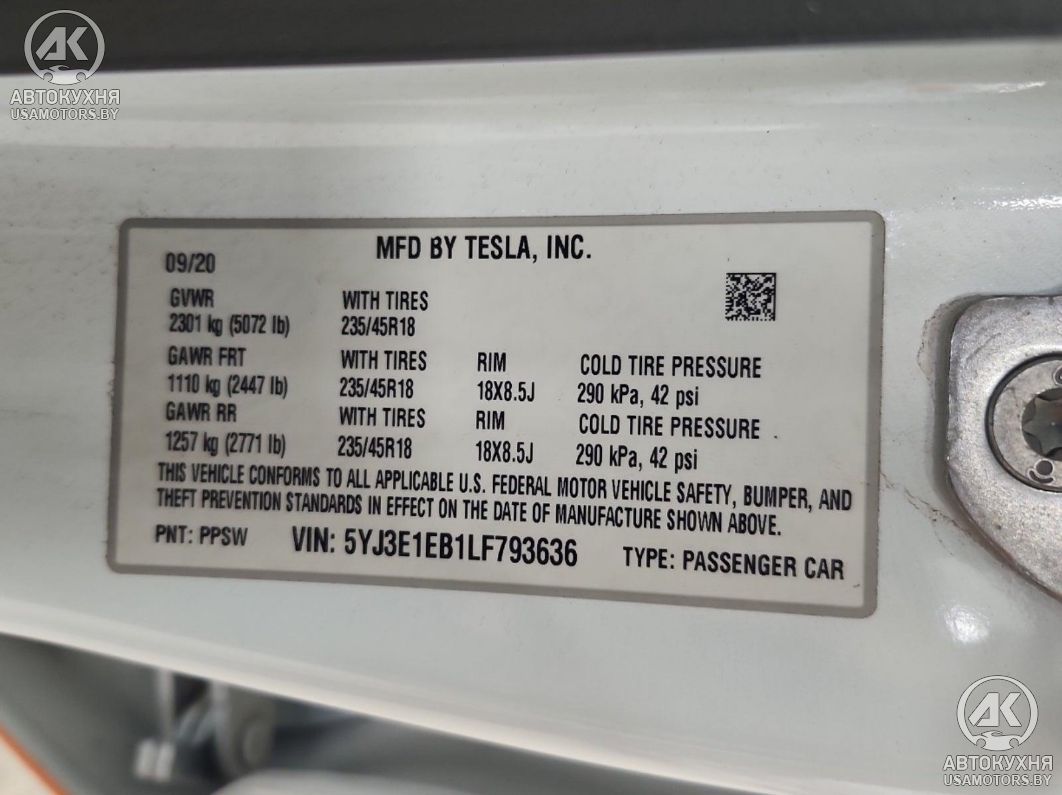 АК
АВТОКУХНЯ
USAMOTORS.BY
MFD BY TESLA, INC.
09/20
GVWR WITH TIRES
2301 kg (5072 lb) 235/45R18
GAWR FRT WITH TIRES RIM COLD TIRE PRESSURE
1110 kg (2447 lb) 235/45R18 18X8.5J 290 kPa, 42 psi
GAWR RR WITH TIRES RIM COLD TIRE PRESSURE
1257 kg (2771 lb) 235/45R18 18X8.5J 290 kPa, 42 psi
THIS VEHICLE CONFORMS TO ALL APPLICABLE U.S. FEDERAL MOTOR VEHICLE SAFETY, BUMPER, AND
THEFT PREVENTION STANDARDS IN EFFECT ON THE DATE OF MANUFACTURE SHOWN ABOVE.
PNT: PPSW VIN: 5YJ3E1EB1LF793636 TYPE: PASSENGER CAR
АК
АВТОКУХНЯ
USAMOTORS.BY